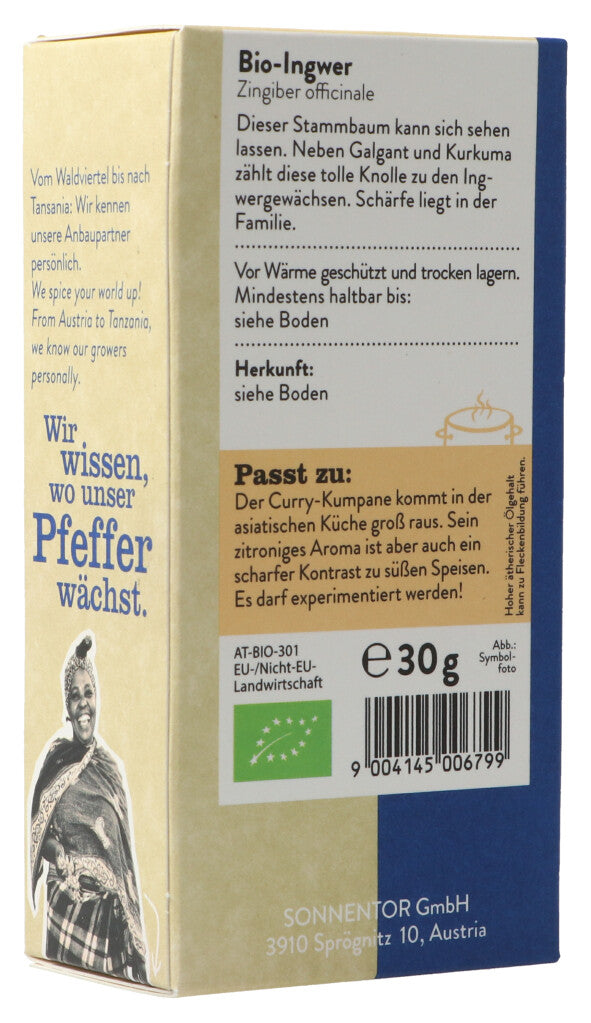 Vom Waldviertel bis nach
Tansania: Wir kennen
unsere Anbaupartner
persönlich.
We spice your world up!
From Austria to Tanzania,
we know our growers
personally.
Wir
wissen,
wo unser
Pfeffer
wächst.
Bio-Ingwer
Zingiber officinale
Dieser Stammbaum kann sich sehen
lassen. Neben Galgant und Kurkuma
zählt diese tolle Knolle zu den Ing-
wergewächsen. Schärfe liegt in der
Familie.
Vor Wärme geschützt und trocken lagern.
Mindestens haltbar bis:
siehe Boden
Herkunft:
siehe Boden
Passt zu:
Der Curry-Kumpane kommt in der
asiatischen Küche groß raus. Sein
zitroniges Aroma ist aber auch ein
scharfer Kontrast zu süßen Speisen.
Es darf experimentiert werden!
Hoher ätherischer Ölgehalt
kann zu Fleckenbildung führen.
AT-BIO-301
EU-/Nicht-EU-
Landwirtschaft
℮ 30 g
Abb.:
Symbol-
foto
9 004145 006799
SONNENTOR GmbH
3910 Sprögnitz 10, Austria